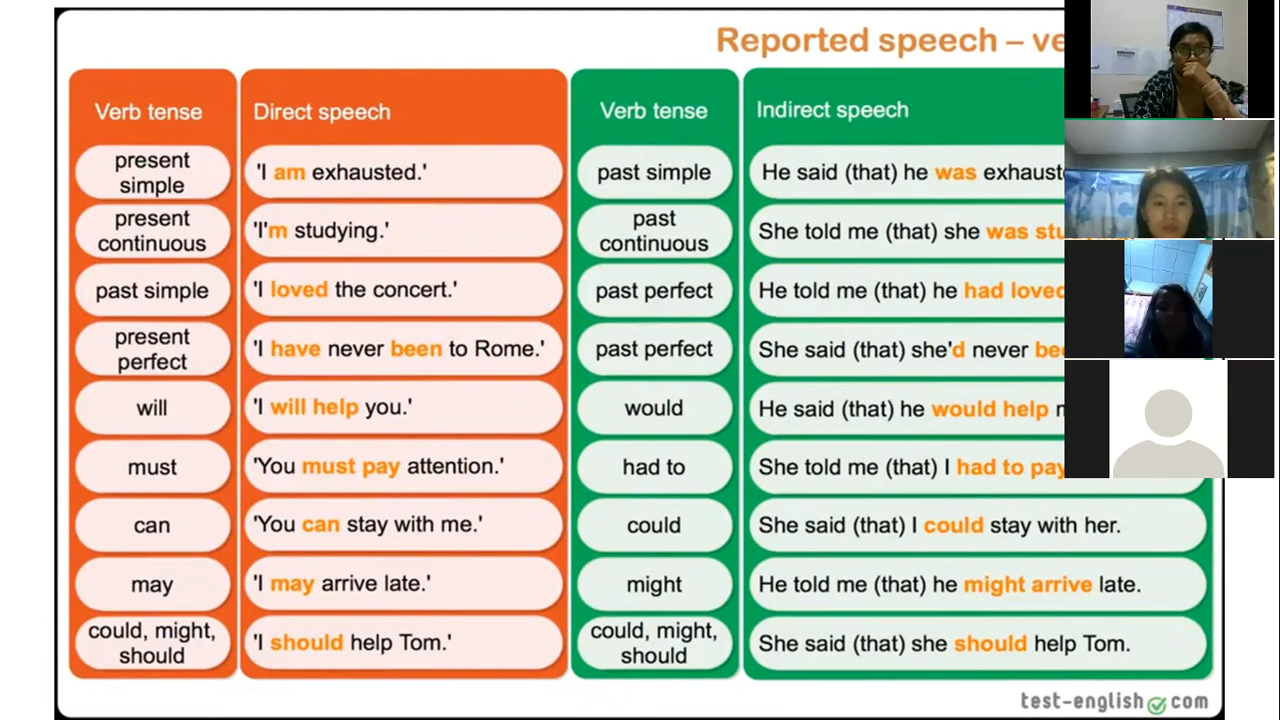 Reported speech –
Verb tense Direct speech Verb tense Indirect speech
present simple 'I am exhausted.' past simple He said (that) he was
present continuous 'I'm studying.' past continuous She told me (that) she was
past simple 'I loved the concert.' past perfect He told me (that) he had loved
present perfect 'I have never been to Rome.' past perfect She said (that) she'd never
will 'I will help you.' would He said (that) he would help
must 'You must pay attention.' had to She told me (that) I had to pay
can 'You can stay with me.' could She said (that) I could stay with her.
may 'I may arrive late.' might He told me (that) he might arrive late.
could, might, should 'I should help Tom.' could, might, should She said (that) she should help Tom.
test-english com